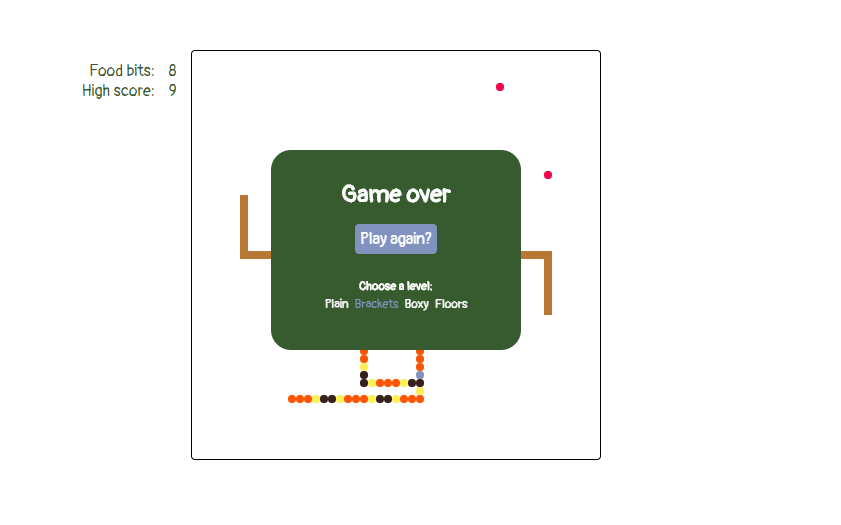 Food bits: 8
High score: 9
Game over
Play again?
Choose a level:
Plain Brackets Boxy Floors